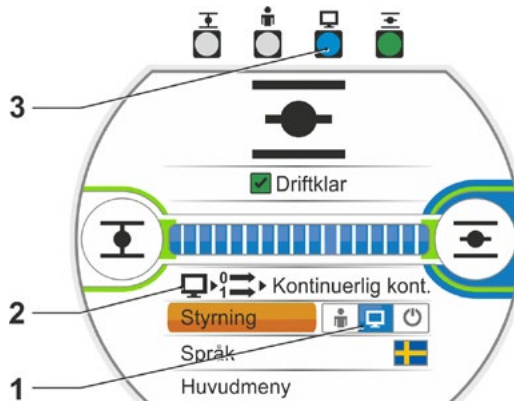 3
Driftklar
2
0
1
Kontinuerlig kont.
Styrning
Språk
1
Huvudmeny